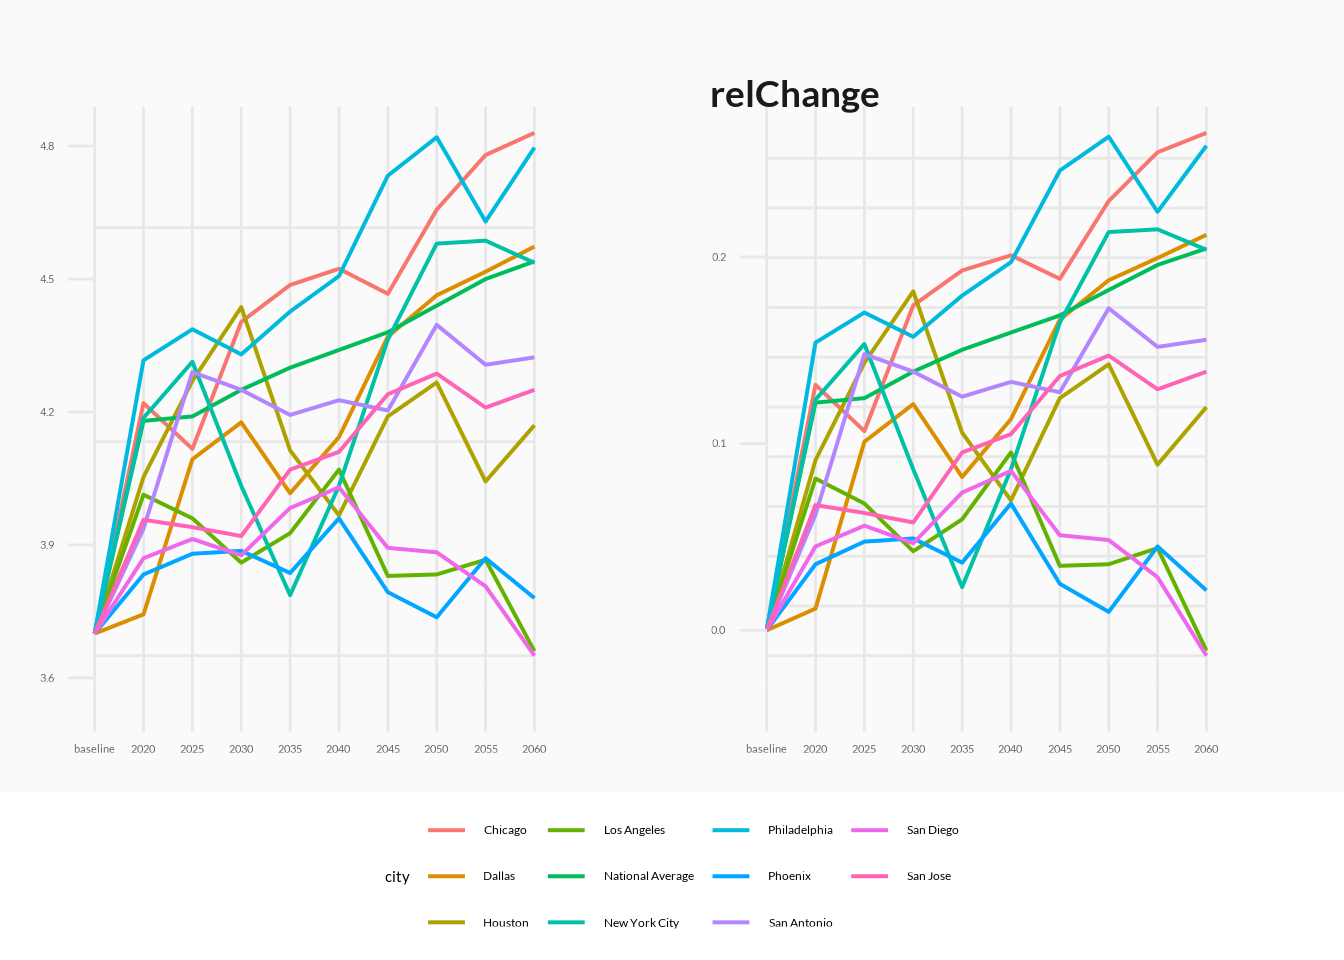 relChange
4.8
4.5
4.2
3.9
3.6
baseline 2020 2025 2030 2035 2040 2045 2050 2055 2060
0.2
0.1
0.0
baseline 2020 2025 2030 2035 2040 2045 2050 2055 2060
Chicago Los Angeles Philadelphia San Diego
city Dallas National Average Phoenix San Jose
Houston New York City San Antonio